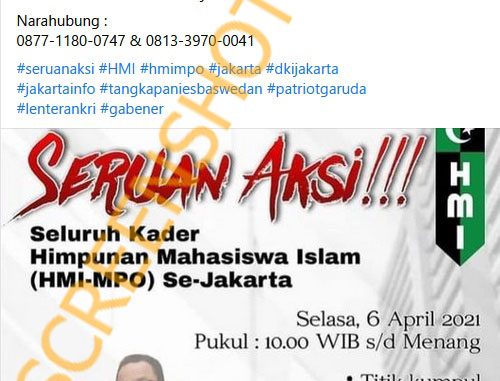 Narahubung :
0877-1180-0747 & 0813-3970-0041
#seruanaksi #HMI #hmimpo #jakarta #dkijakarta
#jakartainfo #tangkapaniesbaswedan #patriotgaruda
#lenterankri #gabener
SERUAN AKSI!!!
HMI
Seluruh Kader
Himpunan Mahasiswa Islam
(HMI-MPO) Se-Jakarta
Selasa, 6 April 2021
Pukul : 10.00 WIB s/d Menang
• Titik kumpul
SCREENSHOT